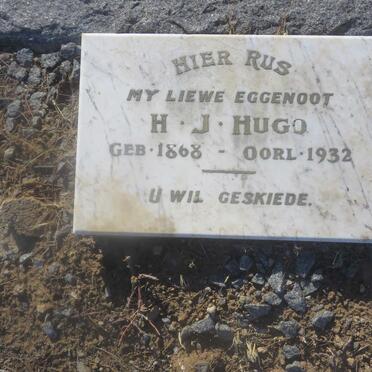 HIER RUS
MY LIEWE EGGENOOT
H · J · HUGO
GEB · 1868 - OORL · 1932
U WIL GESKIEDE.